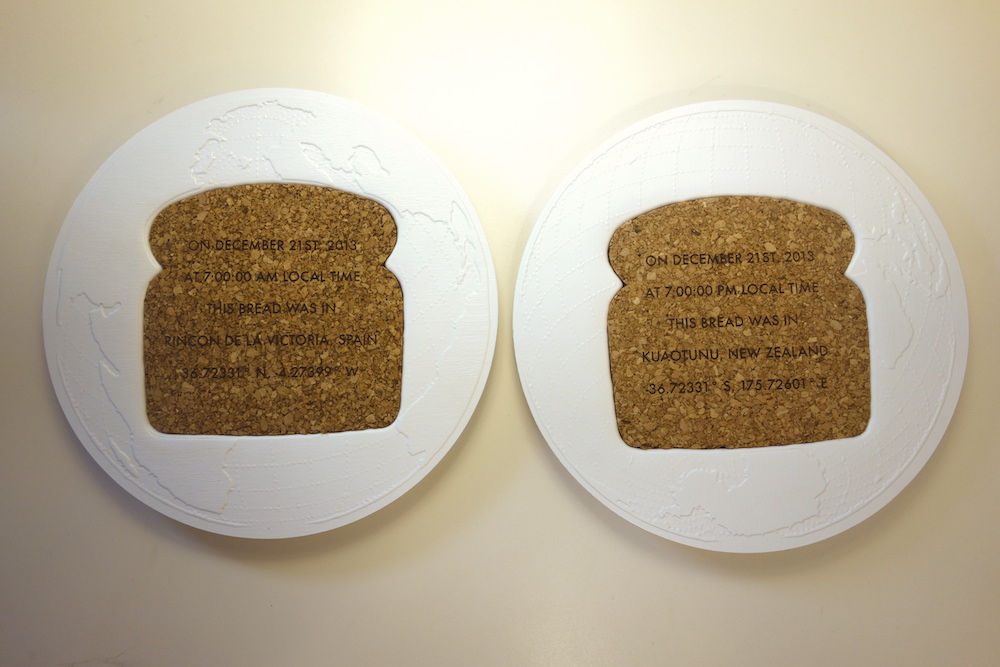 ON DECEMBER 21ST, 2013
AT 7:00:00 AM LOCAL TIME
THIS BREAD WAS IN
RINCON DE LA VICTORIA, SPAIN
36.72331° N, -4.27399° W
ON DECEMBER 21ST, 2013
AT 7:00:00 PM LOCAL TIME
THIS BREAD WAS IN
KUAOTUNU, NEW ZEALAND
-36.72331° S, 175.72601° E